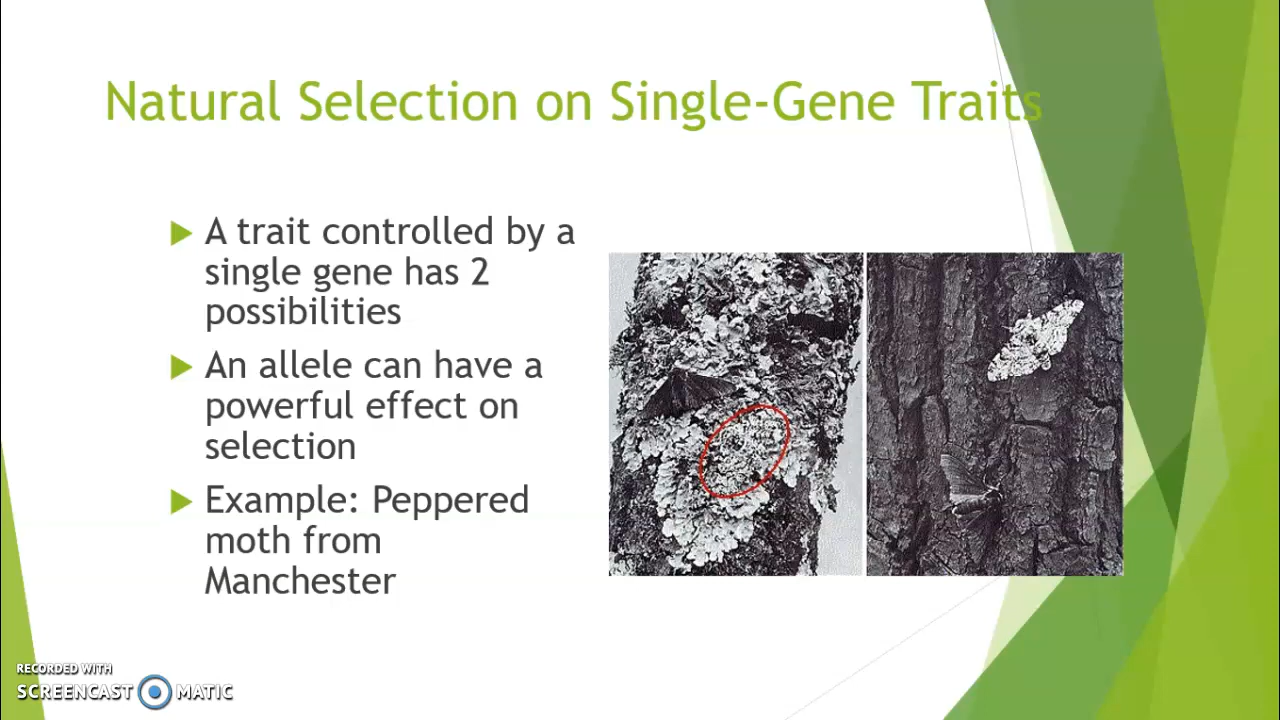 Natural Selection on Single-Gene Traits
A trait controlled by a
single gene has 2
possibilities
An allele can have a
powerful effect on
selection
Example: Peppered
moth from
Manchester
RECORDED WITH
SCREENCAST MATIC